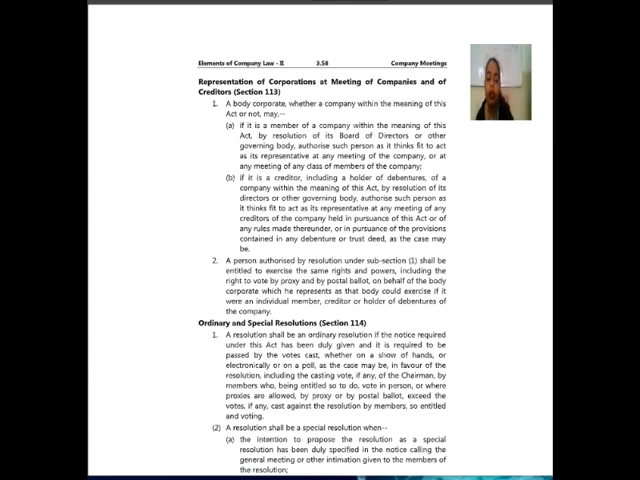 Elements of Company Law - II 3.58 Company Meetings
Representation of Corporations at Meeting of Companies and of
Creditors (Section 113)
1. A body corporate, whether a company within the meaning of this
Act or not, may,--
(a) if it is a member of a company within the meaning of this
Act, by resolution of its Board of Directors or other
governing body, authorise such person as it thinks fit to act
as its representative at any meeting of the company, or at
any meeting of any class of members of the company;
(b) if it is a creditor, including a holder of debentures, of a
company within the meaning of this Act, by resolution of its
directors or other governing body, authorise such person as
it thinks fit to act as its representative at any meeting of any
creditors of the company held in pursuance of this Act or of
any rules made thereunder, or in pursuance of the provisions
contained in any debenture or trust deed, as the case may
be.
2. A person authorised by resolution under sub-section (1) shall be
entitled to exercise the same rights and powers, including the
right to vote by proxy and by postal ballot, on behalf of the body
corporate which he represents as that body could exercise if it
were an individual member, creditor or holder of debentures of
the company.
Ordinary and Special Resolutions (Section 114)
1. A resolution shall be an ordinary resolution if the notice required
under this Act has been duly given and it is required to be
passed by the votes cast, whether on a show of hands, or
electronically or on a poll, as the case may be, in favour of the
resolution, including the casting vote, if any, of the Chairman, by
members who, being entitled so to do, vote in person, or where
proxies are allowed, by proxy or by postal ballot, exceed the
votes, if any, cast against the resolution by members, so entitled
and voting.
(2) A resolution shall be a special resolution when--
(a) the intention to propose the resolution as a special
resolution has been duly specified in the notice calling the
general meeting or other intimation given to the members of
the resolution;